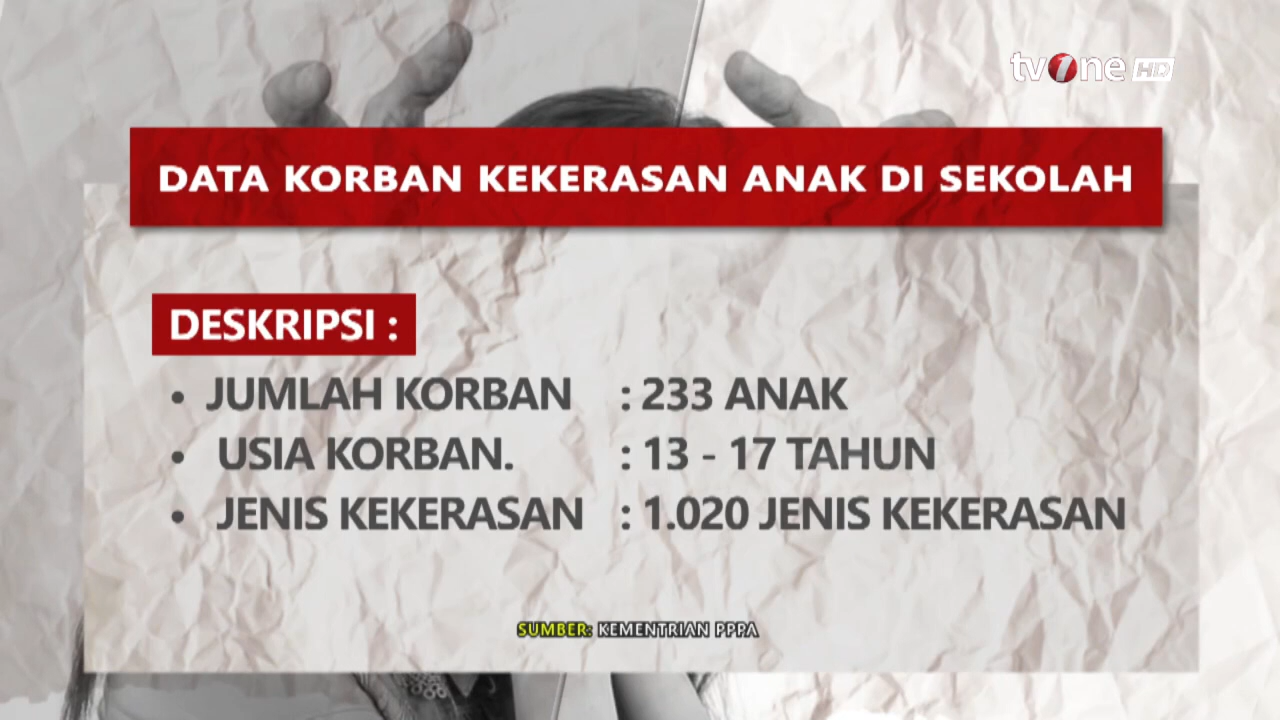 tvOne HD
DATA KORBAN KEKERASAN ANAK DI SEKOLAH
DESKRIPSI :
• JUMLAH KORBAN : 233 ANAK
• USIA KORBAN. : 13 - 17 TAHUN
• JENIS KEKERASAN : 1.020 JENIS KEKERASAN
SUMBER: KEMENTRIAN PPPA